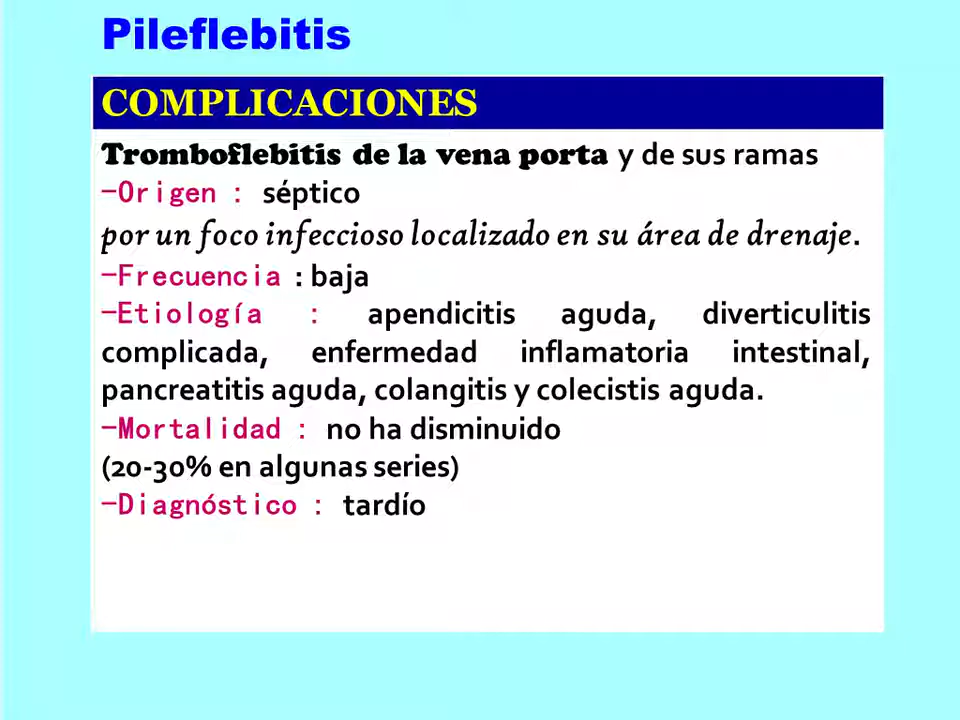 Pileflebitis
COMPLICACIONES
Tromboflebitis de la vena porta y de sus ramas
-Origen : séptico
por un foco infeccioso localizado en su área de drenaje.
-Frecuencia : baja
-Etiología : apendicitis aguda, diverticulitis
complicada, enfermedad inflamatoria intestinal,
pancreatitis aguda, colangitis y colecistis aguda.
-Mortalidad : no ha disminuido
(20-30% en algunas series)
-Diagnóstico : tardío